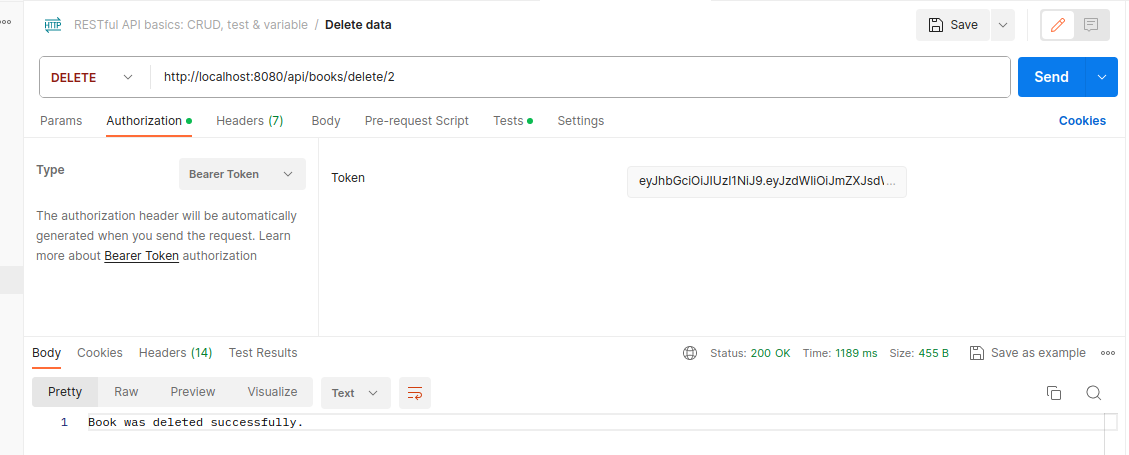 HTTP RESTful API basics: CRUD, test & variable / Delete data Save
DELETE http://localhost:8080/api/books/delete/2 Send
Params Authorization Headers (7) Body Pre-request Script Tests Settings Cookies
Type Bearer Token
Token eyJhbGciOiJIUzI1NiJ9.eyJzdWIiOiJmZXJsd\...
The authorization header will be automatically
generated when you send the request. Learn
more about Bearer Token authorization
Body Cookies Headers (14) Test Results Status: 200 OK Time: 1189 ms Size: 455 B Save as example
Pretty Raw Preview Visualize Text
1 Book was deleted successfully.